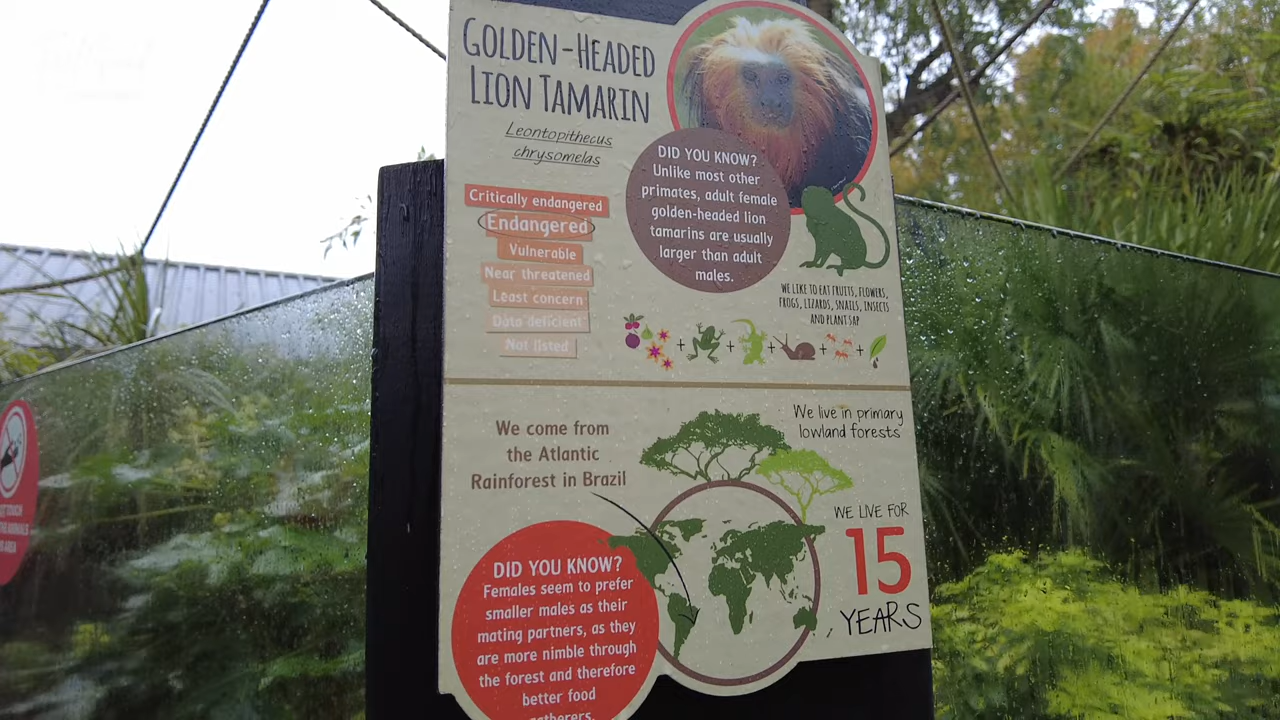 GOLDEN-HEADED
LION TAMARIN
Leontopithecus
chrysomelas
Critically endangered
Endangered
Vulnerable
Near threatened
Least concern
Data deficient
Not listed
DID YOU KNOW?
Unlike most other
primates, adult female
golden-headed lion
tamarins are usually
larger than adult
males.
WE LIKE TO EAT FRUITS, FLOWERS,
FROGS, LIZARDS, SNAILS, INSECTS
AND PLANT SAP
+ + + + +
We come from
the Atlantic
Rainforest in Brazil
We live in primary
lowland forests
WE LIVE FOR
15
YEARS
DID YOU KNOW?
Females seem to prefer
smaller males as their
mating partners, as they
are more nimble through
the forest and therefore
better food
TOUCH
THE ANIMALS
AREA